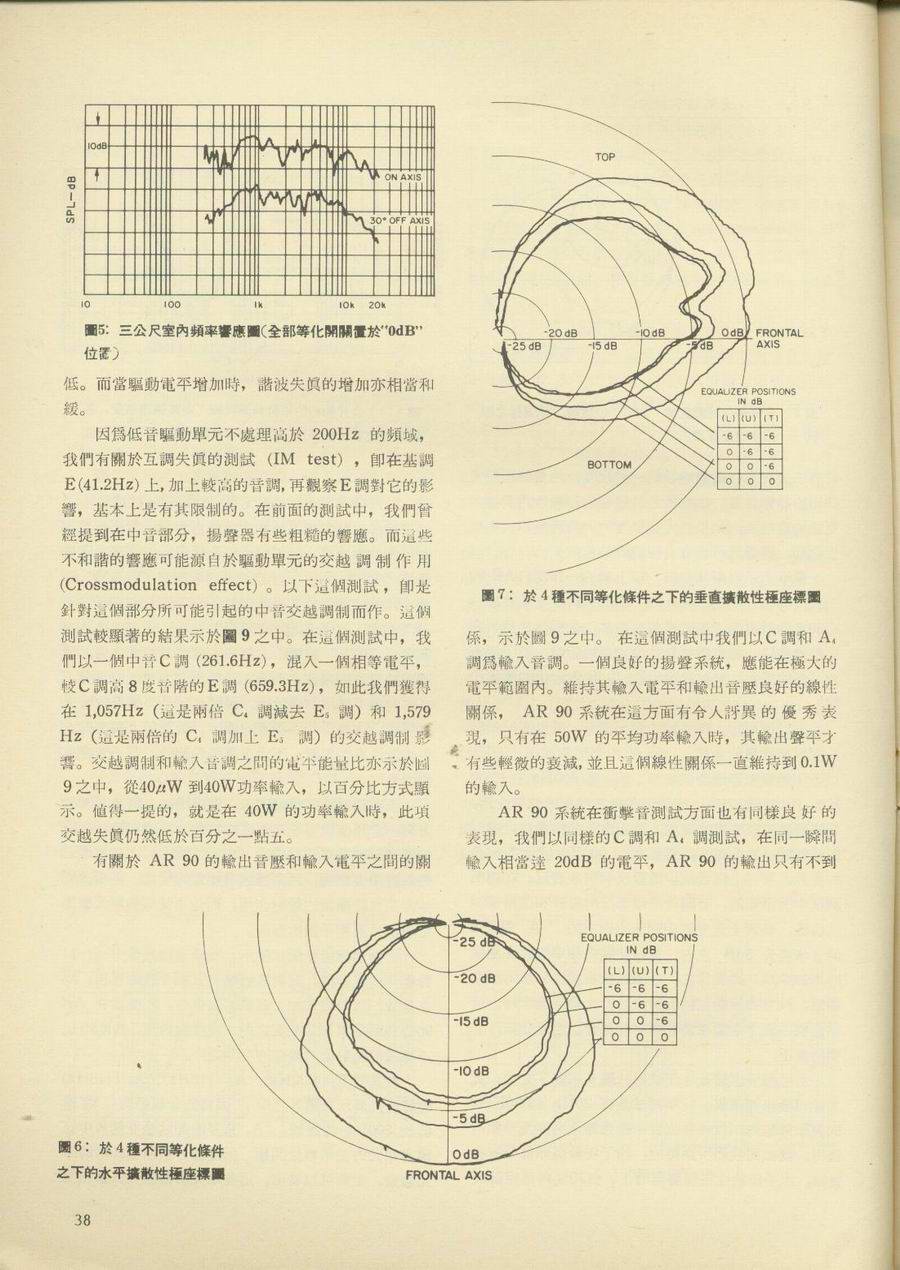 10dB
SPL—dB
ON AXIS
30° OFF AXIS
10 100 1k 10k 20k
圖5：三公尺室內頻率響應圖（全部等化開關置於“0dB”
位置）
低。而當驅動電平增加時，諧波失眞的增加亦相當和
緩。
因爲低音驅動單元不處理高於 200Hz 的頻域，
我們有關於互調失眞的測試 (IM test) ，卽在基調
E(41.2Hz) 上，加上較高的音調，再觀察E調對它的影
響，基本上是有其限制的。在前面的測試中，我們曾
經提到在中音部分，揚聲器有些粗糙的響應。而這些
不和諧的響應可能源自於驅動單元的交越調制作用
(Crossmodulation effect) 。以下這個測試，卽是
針對這個部分所可能引起的中音交越調制而作。這個
測試較顯著的結果示於圖 9 之中。在這個測試中，我
們以一個中音C調 (261.6Hz)，混入一個相等電平，
較C調高 8 度音階的E調 (659.3Hz)，如此我們獲得
在 1,057Hz (這是兩倍 C₄ 調減去 E₅ 調) 和 1,579
Hz (這是兩倍的 C₄ 調加上 E₅ 調) 的交越調制影
響。交越調制和輸入音調之間的電平能量比亦示於圖
9 之中，從40μW 到40W功率輸入，以百分比方式顯
示。値得一提的，就是在 40W 的功率輸入時，此項
交越失眞仍然低於百分之一點五。
有關於 AR 90 的輸出音壓和輸入電平之間的關
TOP
-25 dB -20 dB -15 dB -10 dB -5 dB 0 dB FRONTAL
AXIS
BOTTOM
EQUALIZER POSITIONS
IN dB
(L) (U) (T)
-6 -6 -6
0 -6 -6
0 0 -6
0 0 0
圖 7：於 4 種不同等化條件之下的垂直擴散性極座標圖
係，示於圖 9 之中。 在這個測試中我們以C調和 A₄
調爲輸入音調。一個良好的揚聲系統，應能在極大的
電平範圍內。維持其輸入電平和輸出音壓良好的線性
關係， AR 90 系統在這方面有令人訝異的優秀表
現，只有在 50W 的平均功率輸入時，其輸出聲平才
有些輕微的衰減，並且這個線性關係一直維持到 0.1W
的輸入。
AR 90 系統在衝擊音測試方面也有同樣良好的
表現，我們以同樣的C調和 A₄ 調測試，在同一瞬間
輸入相當達 20dB 的電平，AR 90 的輸出只有不到
-25 dB
-20 dB
-15 dB
-10 dB
-5 dB
0 dB
FRONTAL AXIS
EQUALIZER POSITIONS
IN dB
(L) (U) (T)
-6 -6 -6
0 -6 -6
0 0 -6
0 0 0
圖 6：於 4 種不同等化條件
之下的水平擴散性極座標圖
38